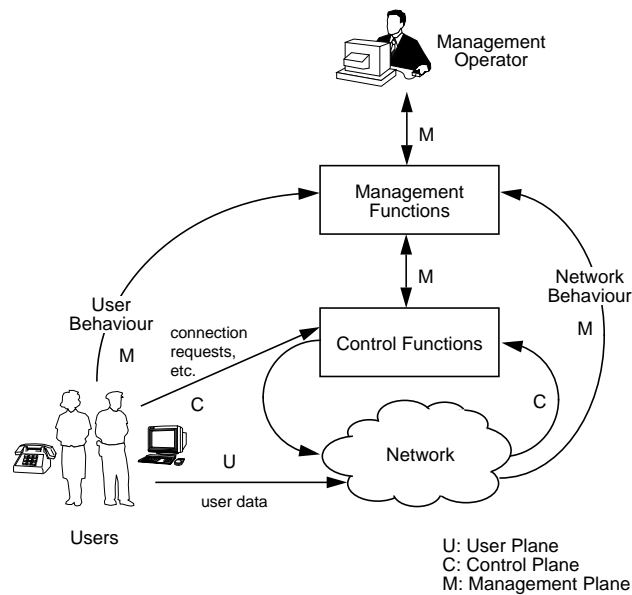 Management
Operator
M
Management
Functions
M
Network
Behaviour
M
User
Behaviour
M
connection
requests,
etc.
C
Control Functions
C
Network
U
user data
Users
U: User Plane
C: Control Plane
M: Management Plane